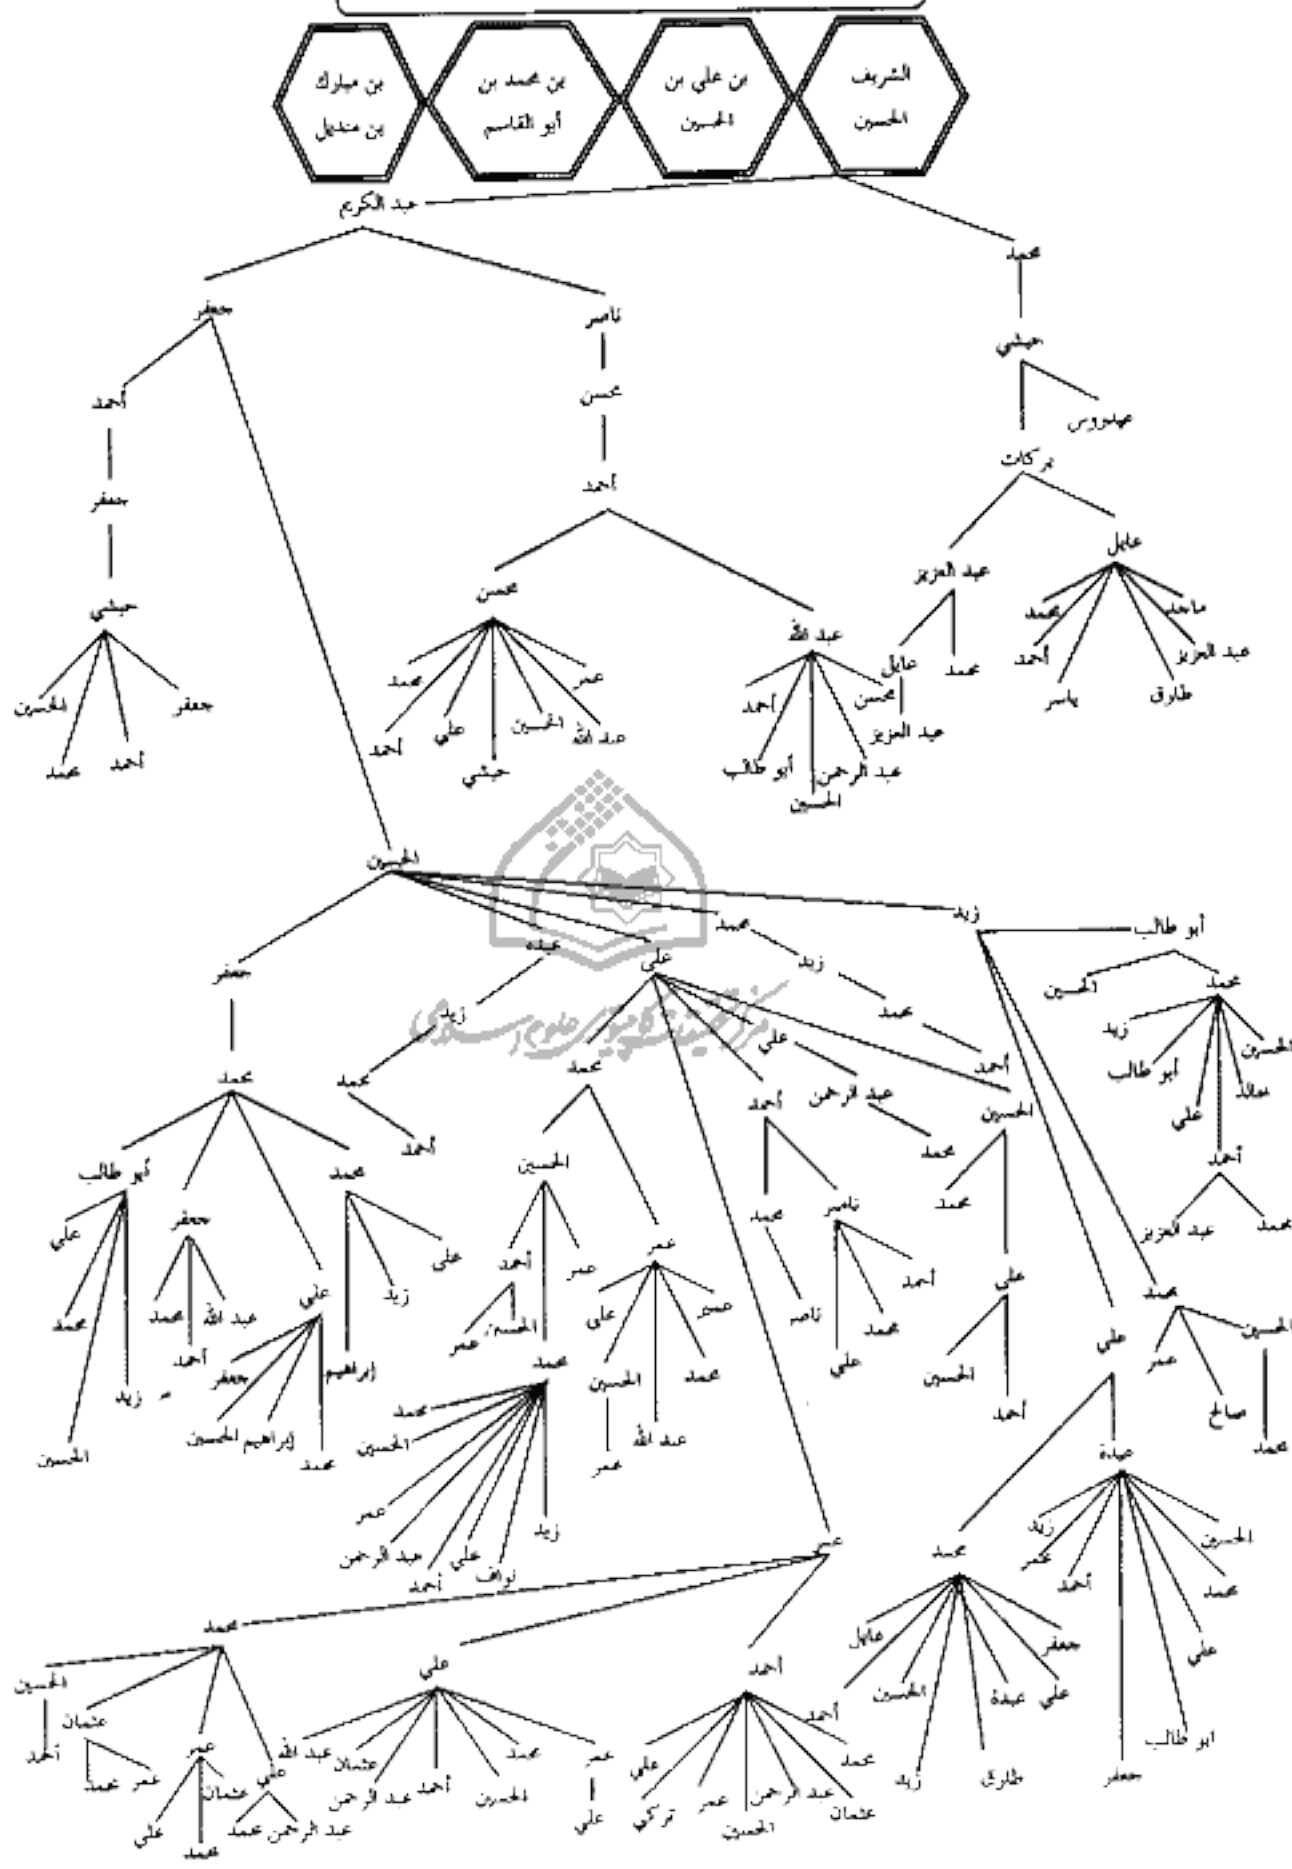 الشريف
الحسين
بن علي بن
الحسين
بن محمد بن
أبو القاسم
بن مبارك
بن منديل
عبد الكريم
محمد
جعفر
ناصر
حبشي
أحمد
محسن
عيدروس
بركات
جعفر
أحمد
عايل
عبد العزيز
حبشي
محسن
عبد الله
عايل
محمد
محمد
ماجد
أحمد
عبد العزيز
ياسر
طارق
عبد العزيز
الحسين
محمد
أحمد
جعفر
محمد
أحمد
علي
حبشي
الحسين
عبد الله
عمر
أحمد
أبو طالب
الحسين
عبد الرحمن
محسن
الحسين
جعفر
عبده
علي
محمد
زيد
أبو طالب
زيد
زيد
الحسين
محمد
محمد
محمد
محمد
علي
محمد
زيد
أبو طالب
علي
خالد
الحسين
أحمد
أحمد
عبد الرحمن
أحمد
الحسين
أحمد
محمد
عبد العزيز
محمد
أبو طالب
جعفر
علي
محمد
الحسين
عمر
محمد
ناصر
محمد
علي
محمد
الحسين
زيد
محمد
أحمد
عبد الله
جعفر
الحسين
إبراهيم
محمد
إبراهيم
زيد
علي
أحمد
محمد
عمر
عمر
الحسين
علي
الحسين
عبد الله
محمد
عمر
عمر
ناصر
علي
محمد
أحمد
علي
الحسين
أحمد
علي
محمد
عمر
صالح
الحسين
محمد
محمد
الحسين
عمر
عبد الرحمن
أحمد
علي
نواف
زيد
عمر
محمد
عبدة
زيد
عمر
أحمد
جعفر
أبو طالب
علي
محمد
الحسين
عايل
أحمد
الحسين
زيد
طارق
عبدة
علي
جعفر
محمد
علي
أحمد
الحسين
عثمان
عمر
علي
أحمد
محمد
عمر
علي
محمد
عثمان
محمد
عبد الرحمن
عبد الله
عثمان
عبد الرحمن
أحمد
الحسين
محمد
عمر
علي
علي
تركي
عمر
الحسين
عبد الرحمن
عثمان
محمد